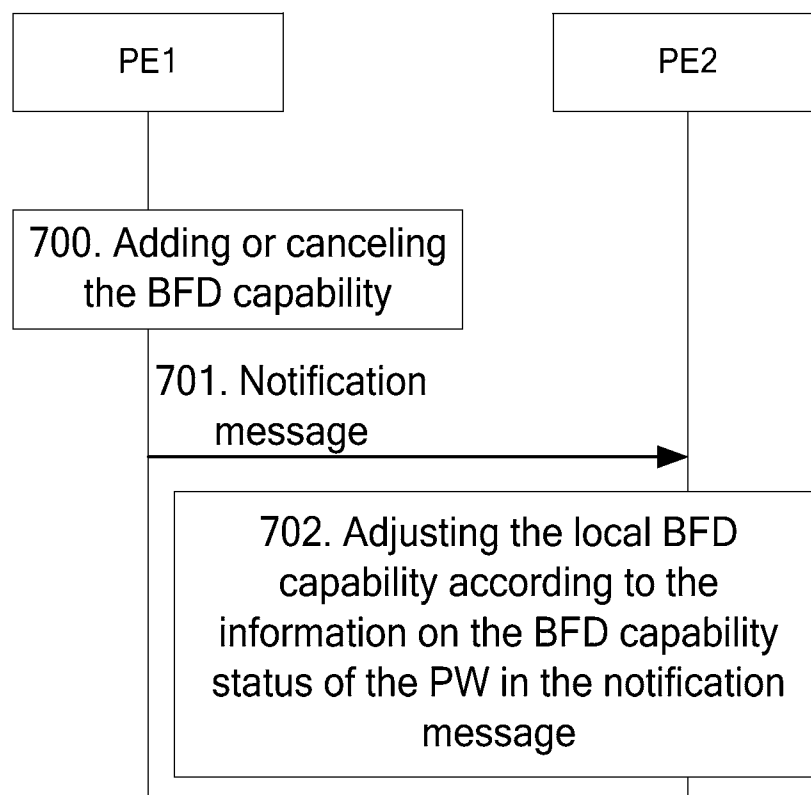 PE1
PE2
700. Adding or canceling
the BFD capability
701. Notification
message
702. Adjusting the local BFD
capability according to the
information on the BFD capability
status of the PW in the notification
message